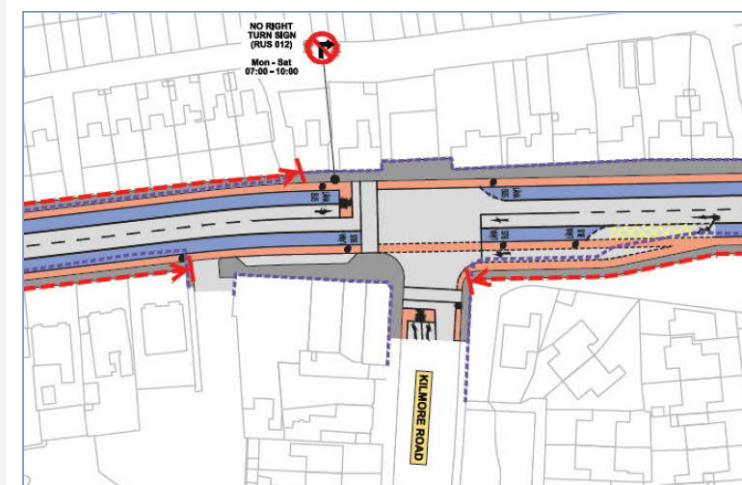 NO RIGHT
TURN SIGN
(RUS 012)
Mon - Sat
07:00 – 10:00
KILMORE ROAD